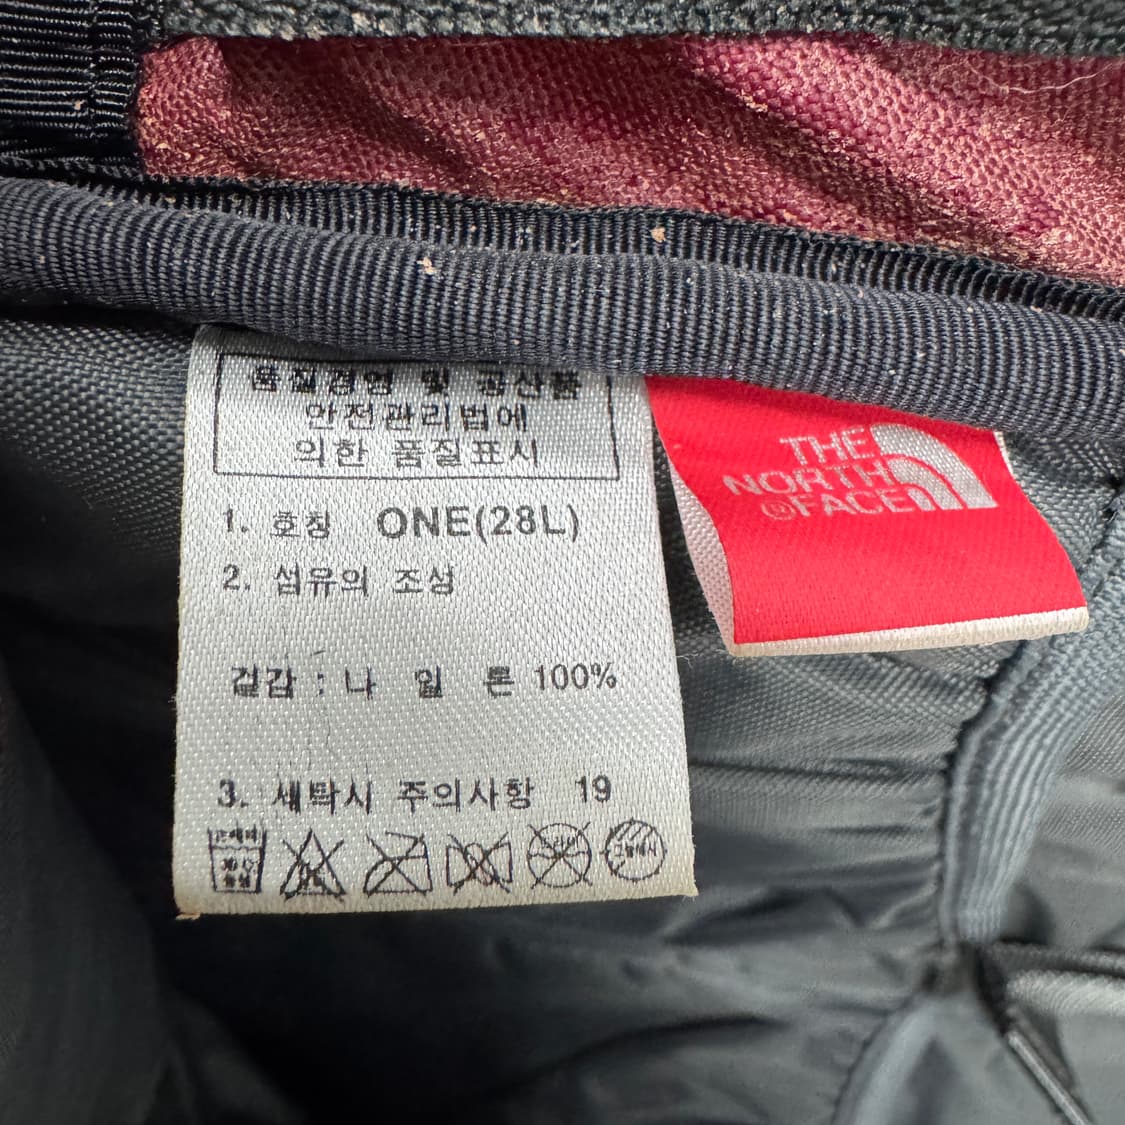 품질경영 및 공산품
안전관리법에
의한 품질표시
1. 호칭 ONE(28L)
2. 섬유의 조성
겉감 : 나 일 론 100%
3. 세탁시 주의사항 19
THE
NORTH
FACE